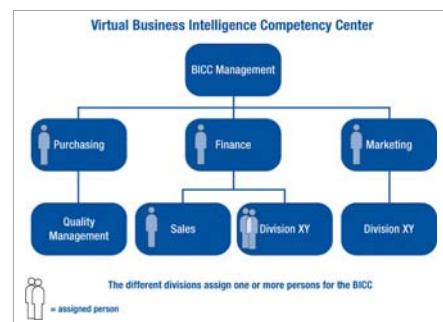 Virtual Business Intelligence Competency Center
BICC Management
Purchasing
Finance
Marketing
Quality
Management
Sales
Division XY
Division XY
The different divisions assign one or more persons for the BICC
= assigned person